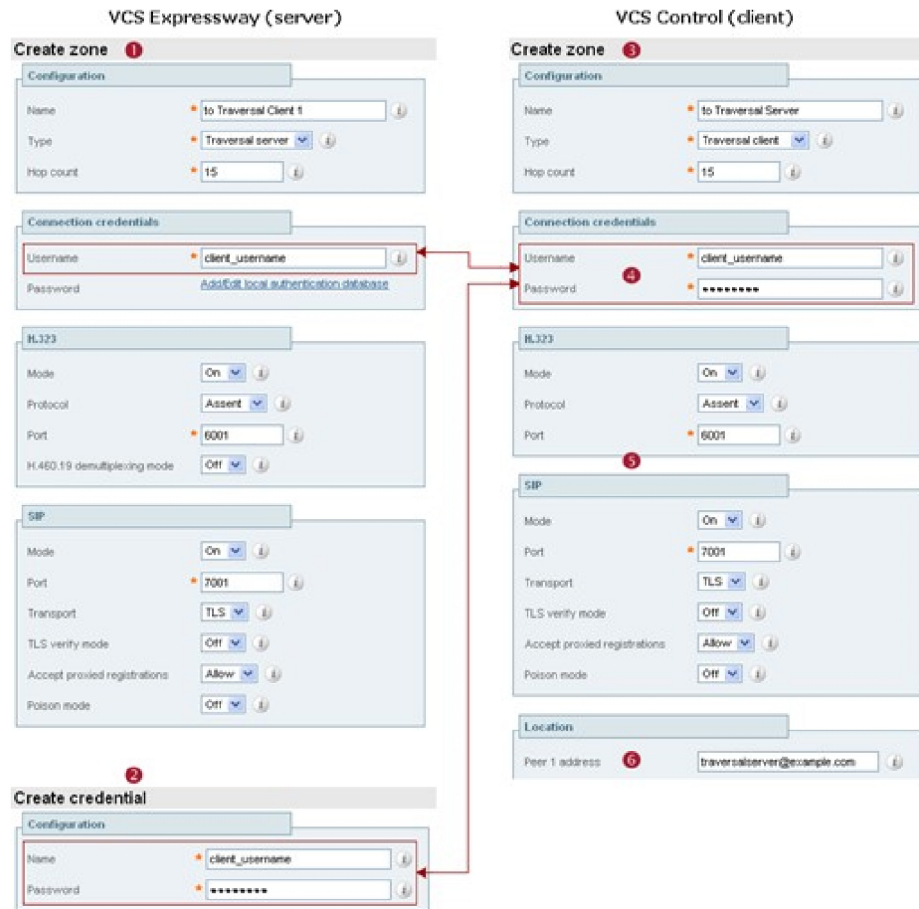 VCS Expressway (server)
Create zone 1
Configuration
Name * to Traversal Client 1
Type * Traversal server
Hop count * 15
Connection credentials
Username * client_username
Password Add/Edit local authentication database
H.323
Mode On
Protocol Assent
Port * 6001
H.460.19 demultiplexing mode Off
SIP
Mode On
Port * 7001
Transport TLS
TLS verify mode Off
Accept proxied registrations Allow
Poison mode Off
2
Create credential
Configuration
Name * client_username
Password * ••••••••
VCS Control (client)
Create zone 3
Configuration
Name * to Traversal Server
Type * Traversal client
Hop count * 15
Connection credentials
Username * client_username
4
Password * ••••••••
H.323
Mode On
Protocol Assent
Port * 6001
5
SIP
Mode On
Port * 7001
Transport TLS
TLS verify mode Off
Accept proxied registrations Allow
Poison mode Off
Location
Peer 1 address 6 traversalserver@example.com